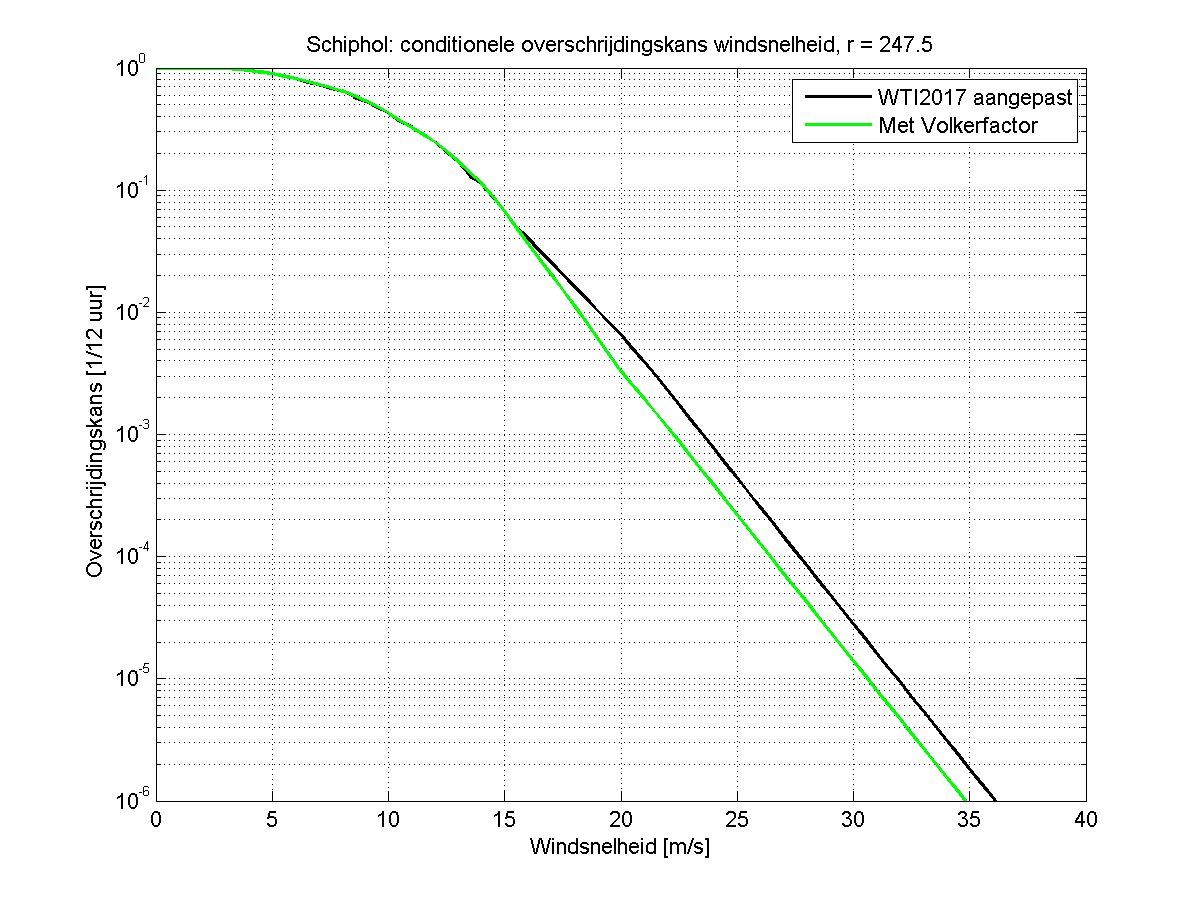 Schiphol: conditionele overschrijdingskans windsnelheid, r = 247.5
WTI2017 aangepast
Met Volkerfactor
Overschrijdingskans [1/12 uur]
10^0
10^-1
10^-2
10^-3
10^-4
10^-5
10^-6
0 5 10 15 20 25 30 35 40
Windsnelheid [m/s]